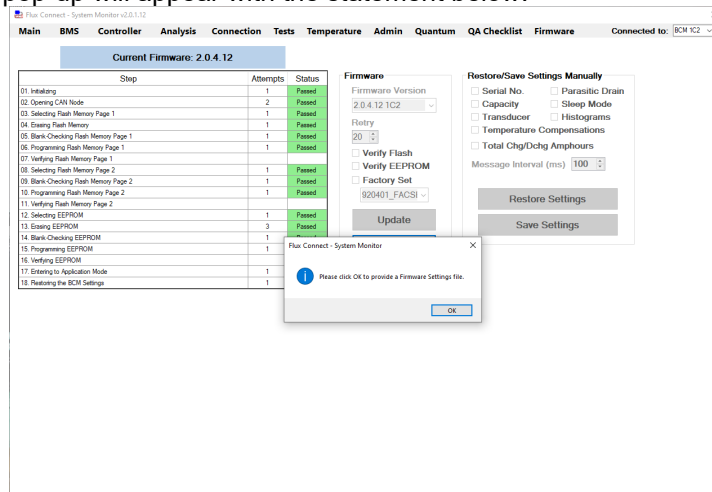 pop-up will appear with the statement below.
Flux Connect - System Monitor v2.0.1.12
Main BMS Controller Analysis Connection Tests Temperature Admin Quantum QA Checklist Firmware Connected to: BCM 1C2
Current Firmware: 2.0.4.12
Step Attempts Status
01. Initializing 1 Passed
02. Opening CAN Node 2 Passed
03. Selecting Flash Memory Page 1 1 Passed
04. Erasing Flash Memory 1 Passed
05. Blank-Checking Flash Memory Page 1 1 Passed
06. Programming Flash Memory Page 1 1 Passed
07. Verifying Flash Memory Page 1
08. Selecting Flash Memory Page 2 1 Passed
09. Blank-Checking Flash Memory Page 2 1 Passed
10. Programming Flash Memory Page 2 1 Passed
11. Verifying Flash Memory Page 2
12. Selecting EEPROM 1 Passed
13. Erasing EEPROM 3 Passed
14. Blank-Checking EEPROM 1
15. Programming EEPROM 1
16. Verifying EEPROM
17. Entering to Application Mode 1
18. Restoring the BCM Settings 1
Firmware
Firmware Version
2.0.4.12 1C2
Retry
20
Verify Flash
Verify EEPROM
Factory Set
920401_FACSI
Update
Restore/Save Settings Manually
Serial No. Parasitic Drain
Capacity Sleep Mode
Transducer Histograms
Temperature Compensations
Total Chg/Dchg Amphours
Message Interval (ms) 100
Restore Settings
Save Settings
Flux Connect - System Monitor
Please click OK to provide a Firmware Settings file.
OK